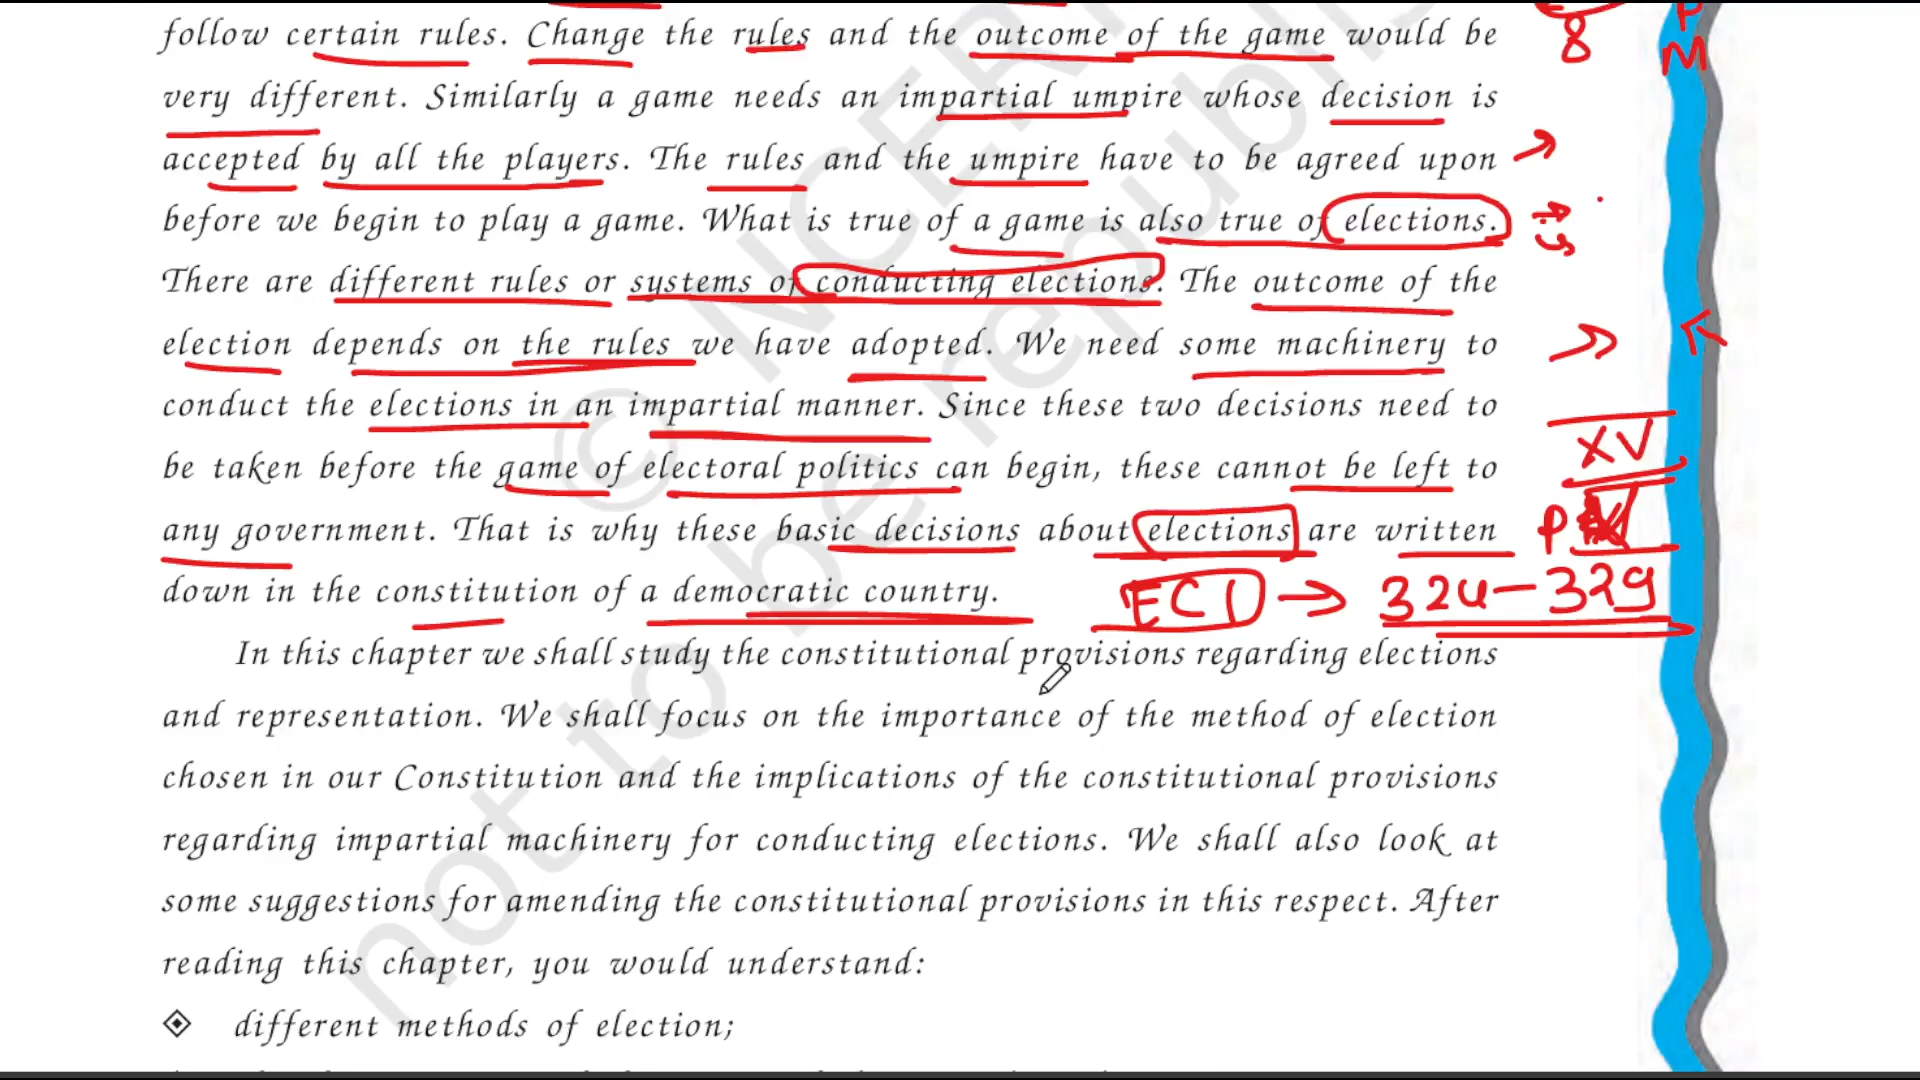 follow certain rules. Change the rules and the outcome of the game would be
8
P
M
very different. Similarly a game needs an impartial umpire whose decision is
accepted by all the players. The rules and the umpire have to be agreed upon
before we begin to play a game. What is true of a game is also true of elections.
There are different rules or systems of conducting elections. The outcome of the
election depends on the rules we have adopted. We need some machinery to
conduct the elections in an impartial manner. Since these two decisions need to
XV
be taken before the game of electoral politics can begin, these cannot be left to
any government. That is why these basic decisions about elections are written
P
down in the constitution of a democratic country.
ECI → 324-329
In this chapter we shall study the constitutional provisions regarding elections
and representation. We shall focus on the importance of the method of election
chosen in our Constitution and the implications of the constitutional provisions
regarding impartial machinery for conducting elections. We shall also look at
some suggestions for amending the constitutional provisions in this respect. After
reading this chapter, you would understand:
different methods of election;
© NCERT
not to be republis